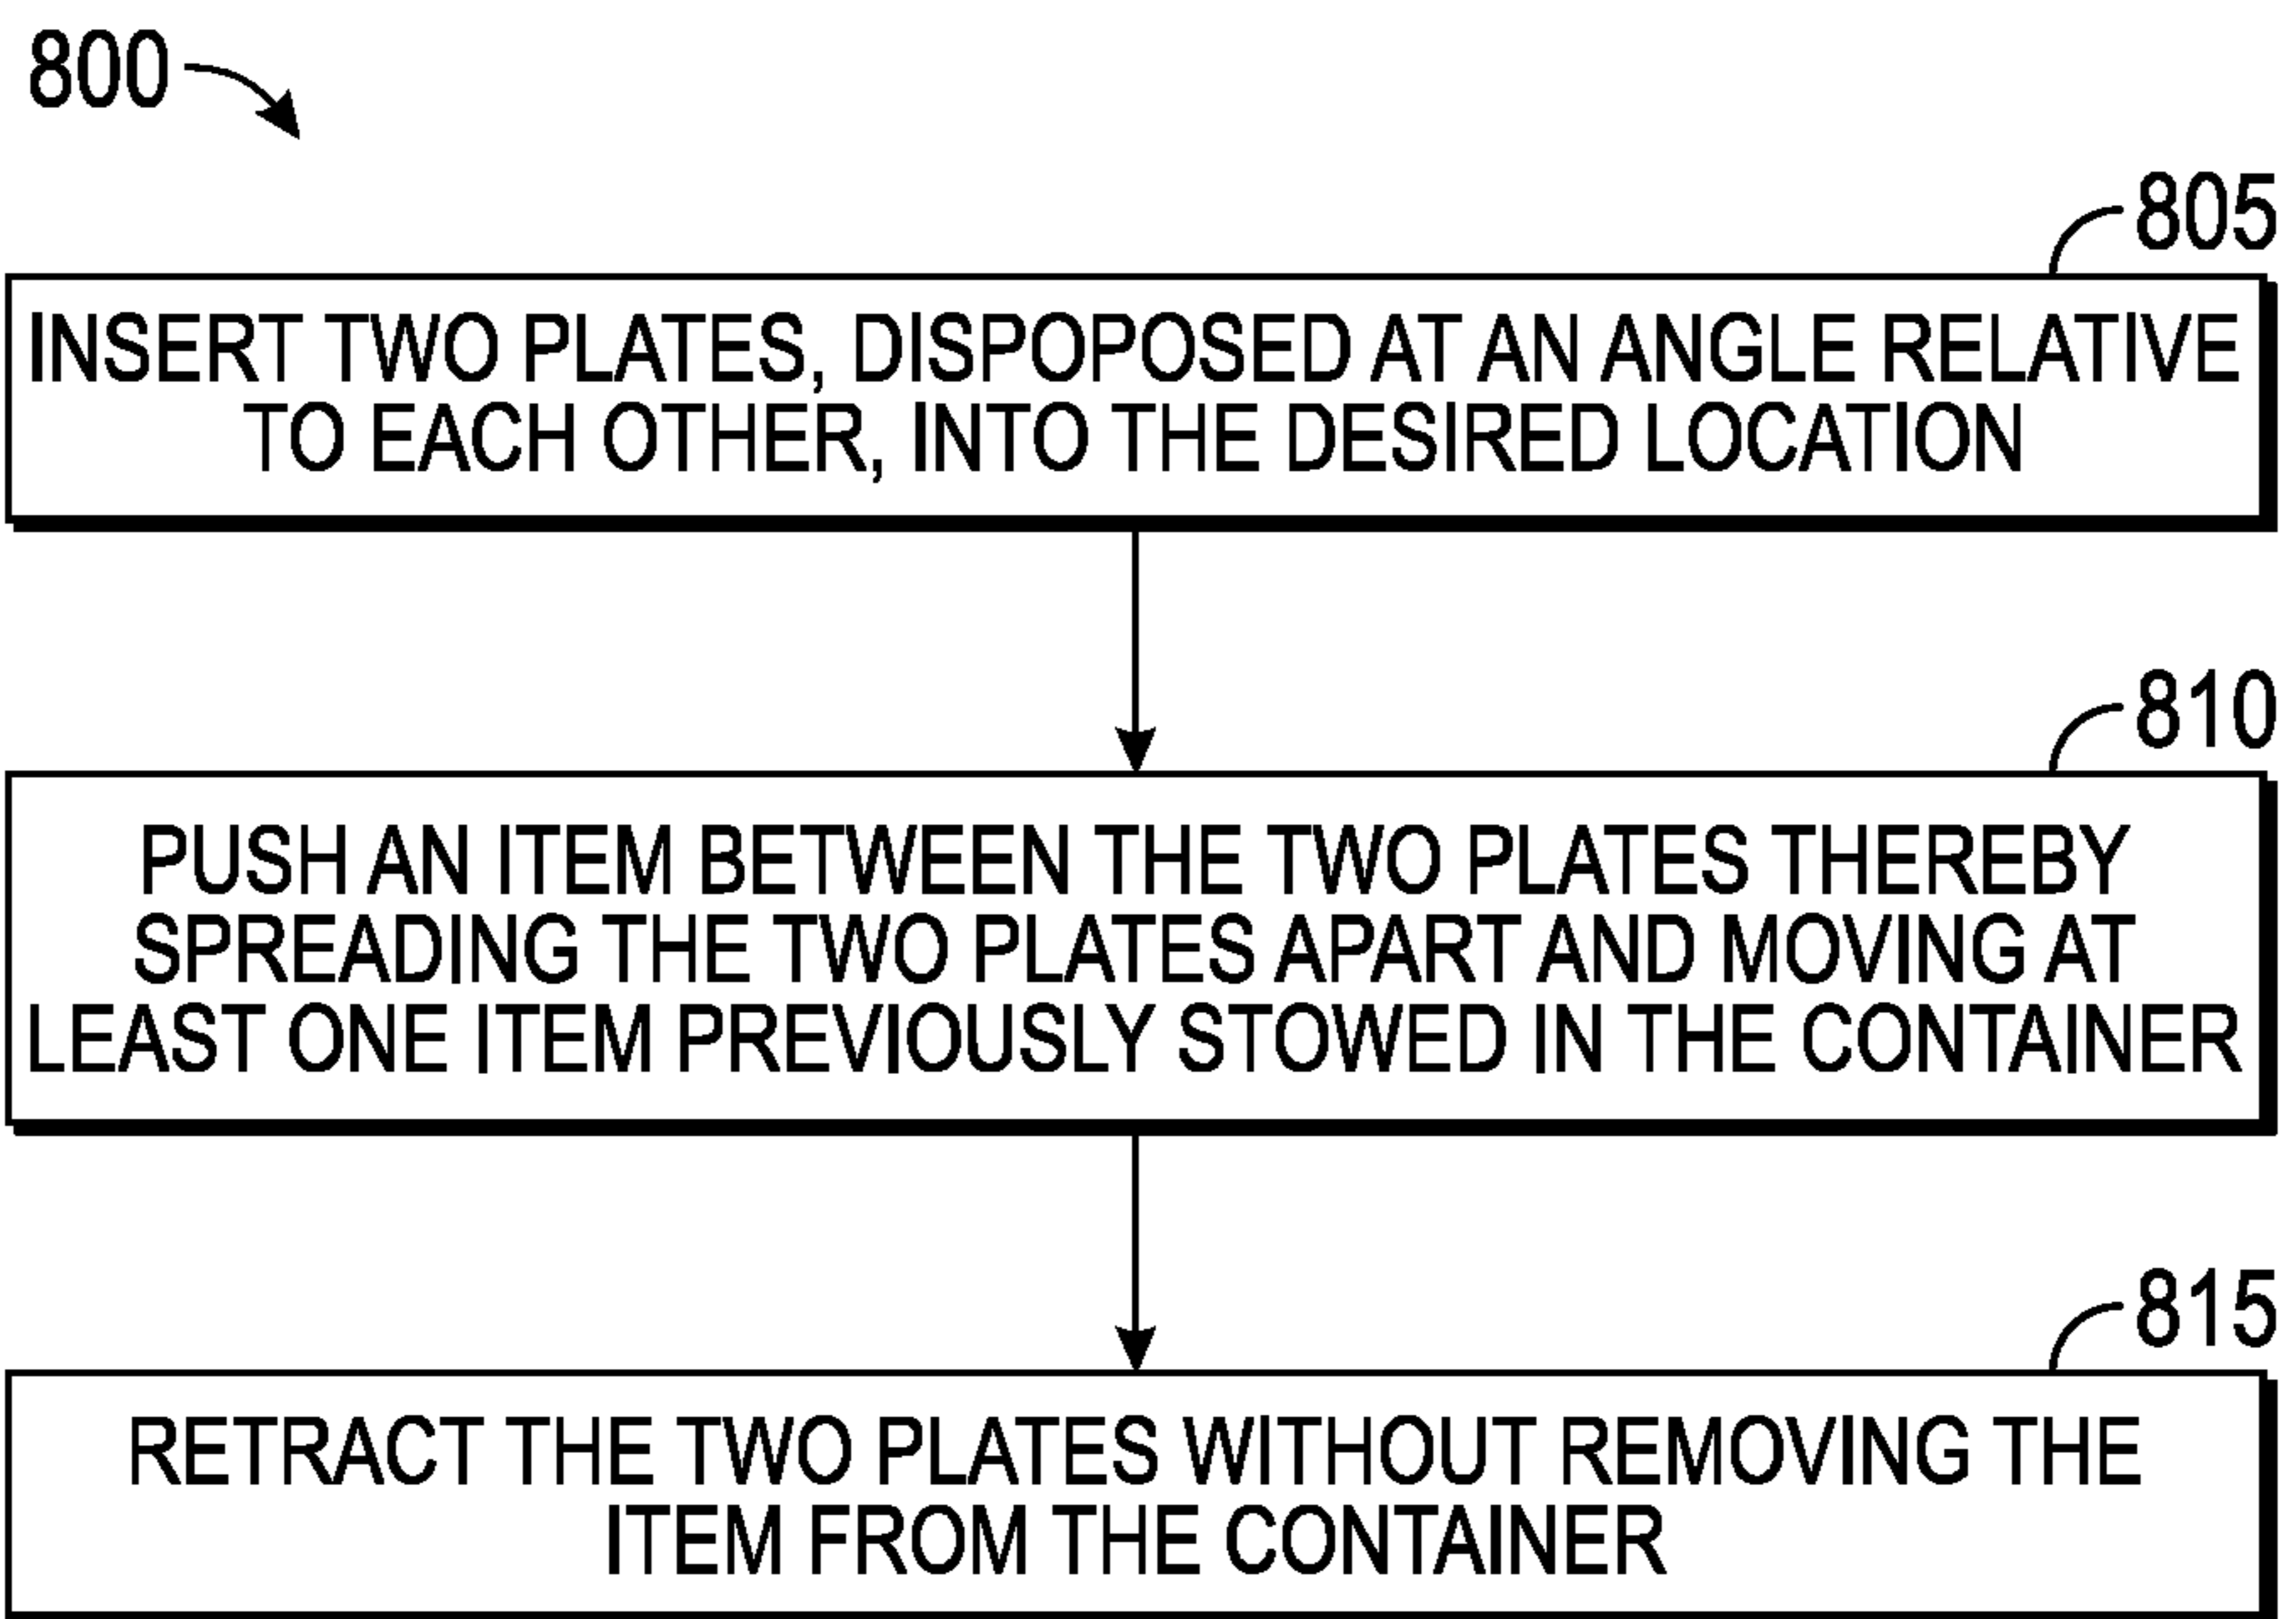 800
805
INSERT TWO PLATES, DISPOPOSED AT AN ANGLE RELATIVE
TO EACH OTHER, INTO THE DESIRED LOCATION
810
PUSH AN ITEM BETWEEN THE TWO PLATES THEREBY
SPREADING THE TWO PLATES APART AND MOVING AT
LEAST ONE ITEM PREVIOUSLY STOWED IN THE CONTAINER
815
RETRACT THE TWO PLATES WITHOUT REMOVING THE
ITEM FROM THE CONTAINER